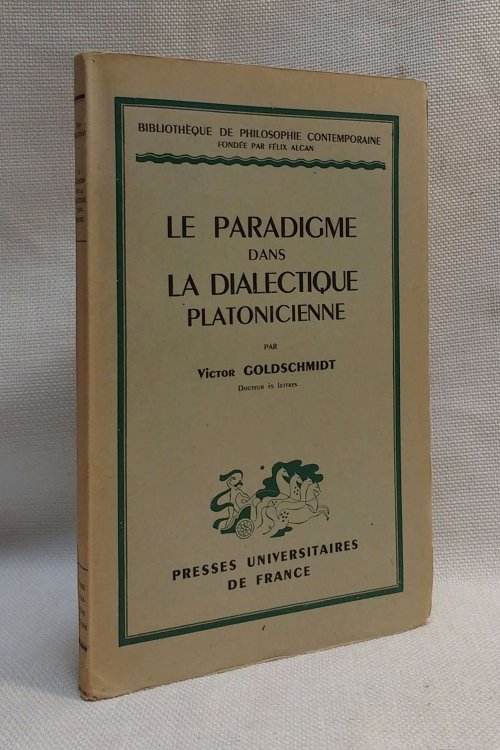 BIBLIOTHÈQUE DE PHILOSOPHIE CONTEMPORAINE
FONDÉE PAR FÉLIX ALCAN
LE PARADIGME
DANS
LA DIALECTIQUE
PLATONICIENNE
PAR
Victor GOLDSCHMIDT
DOCTEUR ÈS LETTRES
PRESSES UNIVERSITAIRES
DE FRANCE